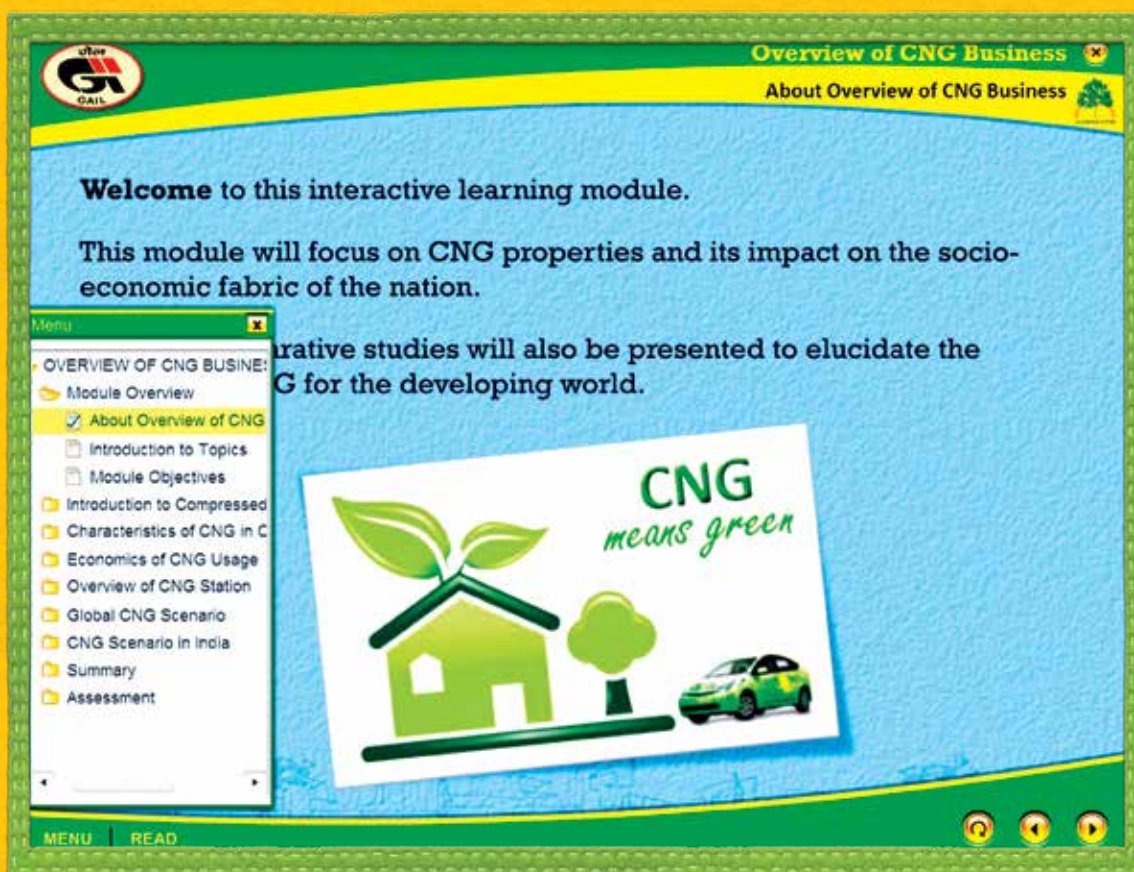 गेल
GAIL
Overview of CNG Business
About Overview of CNG Business
Welcome to this interactive learning module.
This module will focus on CNG properties and its impact on the socio-
economic fabric of the nation.
rative studies will also be presented to elucidate the
G for the developing world.
Menu
OVERVIEW OF CNG BUSINE
Module Overview
About Overview of CNG
Introduction to Topics
Module Objectives
Introduction to Compressed
Characteristics of CNG in C
Economics of CNG Usage
Overview of CNG Station
Global CNG Scenario
CNG Scenario in India
Summary
Assessment
CNG
means green
MENU | READ